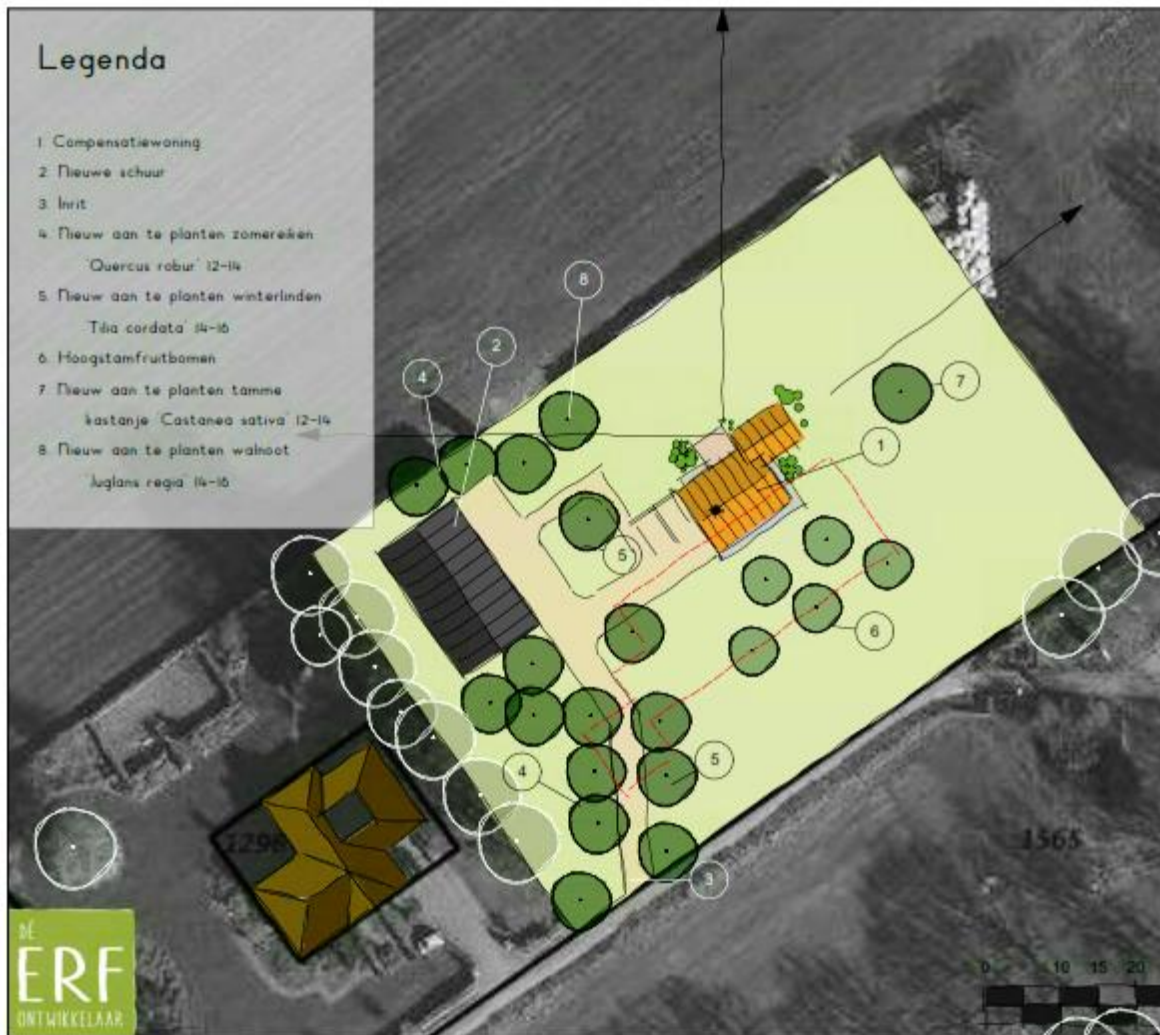 Legenda
1. Compensatiewoning
2. Nieuwe schuur
3. Inrit
4. Nieuw aan te planten zomereiken
'Quercus robur' 12-14
5. Nieuw aan te planten winterlinden
'Tilia cordata' 14-16
6. Hoogstamfruitbomen
7. Nieuw aan te planten tamme
kastanje 'Castanea sativa' 12-14
8. Nieuw aan te planten walnoot
'Juglans regia' 14-16
8
2
4
7
1
5
6
5
4
3
1296
1565
DE
ERF
ONTWIKKELAAR
0 10 15 20